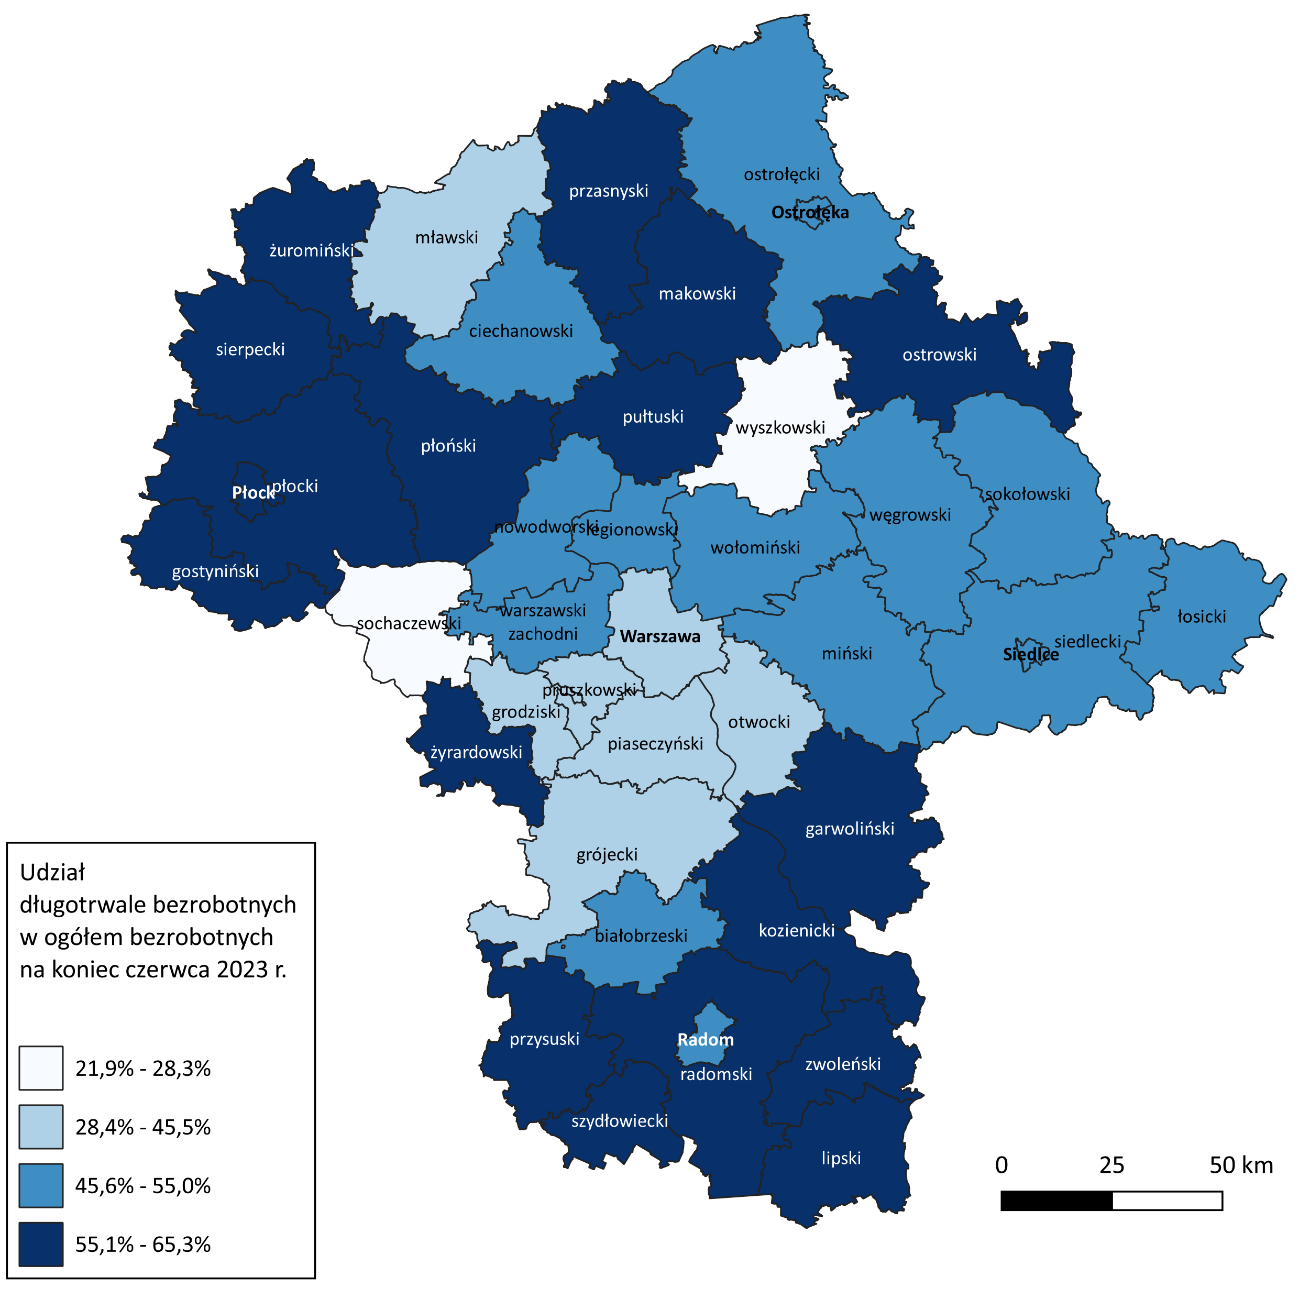 ostrołęcki
Ostrołęka
przasnyski
mławski
żuromiński
makowski
ciechanowski
sierpecki
ostrowski
pułtuski
wyszkowski
płoński
płocki
Płock
sokołowski
węgrowski
nowodworski
legionowski
wołomiński
gostyniński
sochaczewski
warszawski
zachodni
Warszawa
łosicki
siedlecki
Siedlce
miński
pruszkowski
grodziski
otwocki
piaseczyński
żyrardowski
garwoliński
grójecki
kozienicki
białobrzeski
przysuski
Radom
radomski
zwoleński
szydłowiecki
lipski
Udział
długotrwale bezrobotnych
w ogółem bezrobotnych
na koniec czerwca 2023 r.
21,9% - 28,3%
28,4% - 45,5%
45,6% - 55,0%
55,1% - 65,3%
0 25 50 km